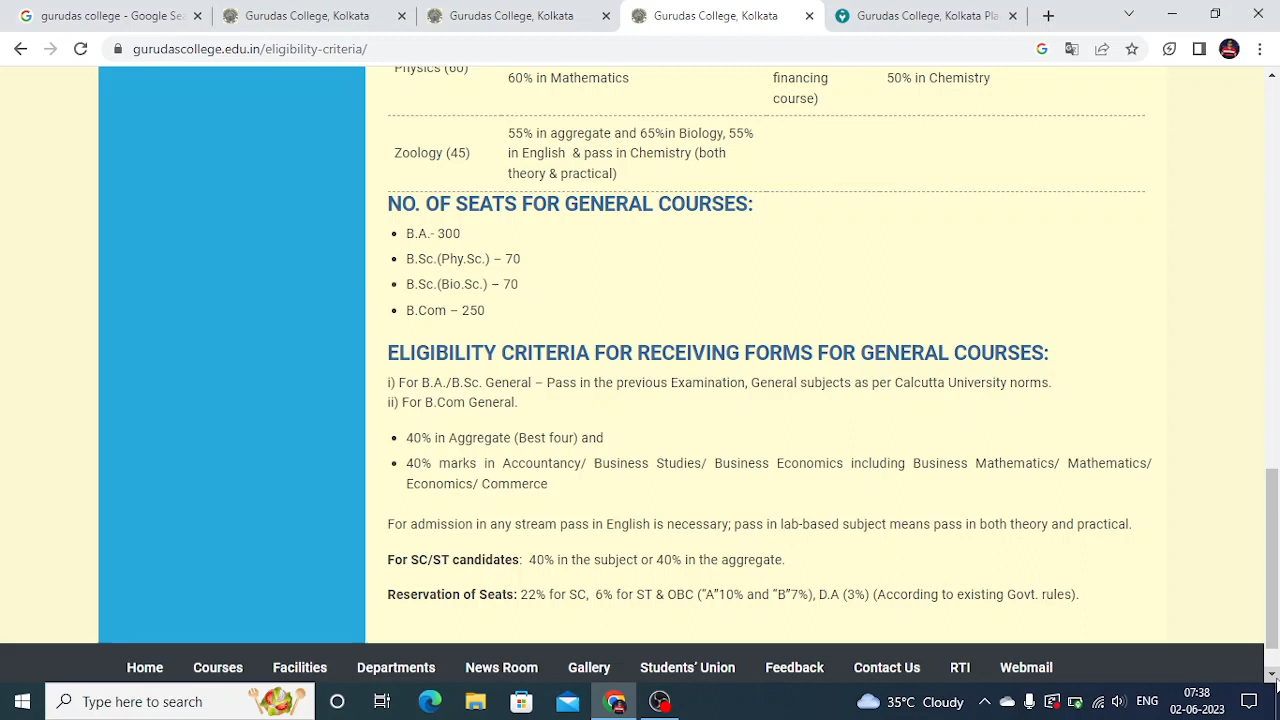 gurudas college - Google Se
Gurudas College, Kolkata
Gurudas college, Kolkata
Gurudas College, Kolkata
Gurudas College, Kolkata Pla
gurudascollege.edu.in/eligibility-criteria/
Physics (60)
60% in Mathematics
financing
course)
50% in Chemistry
Zoology (45)
55% in aggregate and 65%in Biology, 55%
in English & pass in Chemistry (both
theory & practical)
NO. OF SEATS FOR GENERAL COURSES:
• B.A.- 300
• B.Sc.(Phy.Sc.) – 70
• B.Sc.(Bio.Sc.) – 70
• B.Com – 250
ELIGIBILITY CRITERIA FOR RECEIVING FORMS FOR GENERAL COURSES:
i) For B.A./B.Sc. General – Pass in the previous Examination, General subjects as per Calcutta University norms.
ii) For B.Com General.
• 40% in Aggregate (Best four) and
• 40% marks in Accountancy/ Business Studies/ Business Economics including Business Mathematics/ Mathematics/
Economics/ Commerce
For admission in any stream pass in English is necessary; pass in lab-based subject means pass in both theory and practical.
For SC/ST candidates: 40% in the subject or 40% in the aggregate.
Reservation of Seats: 22% for SC, 6% for ST & OBC ("A"10% and "B"7%), D.A (3%) (According to existing Govt. rules).
Home Courses Facilities Departments News Room Gallery Students' Union Feedback Contact Us RTI Webmail
Type here to search
35°C Cloudy
ENG
07:38
02-06-2023